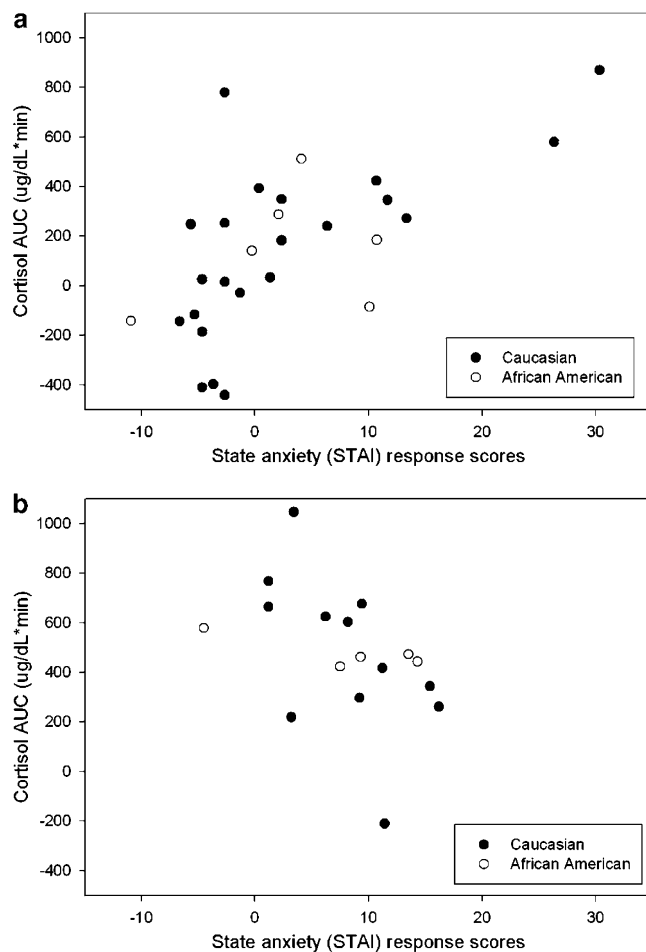 a
1000
800
600
400
200
0
-200
-400
Cortisol AUC (ug/dL*min)
Caucasian
African American
-10 0 10 20 30
State anxiety (STAI) response scores
b
1000
800
600
400
200
0
-200
-400
Cortisol AUC (ug/dL*min)
Caucasian
African American
-10 0 10 20 30
State anxiety (STAI) response scores